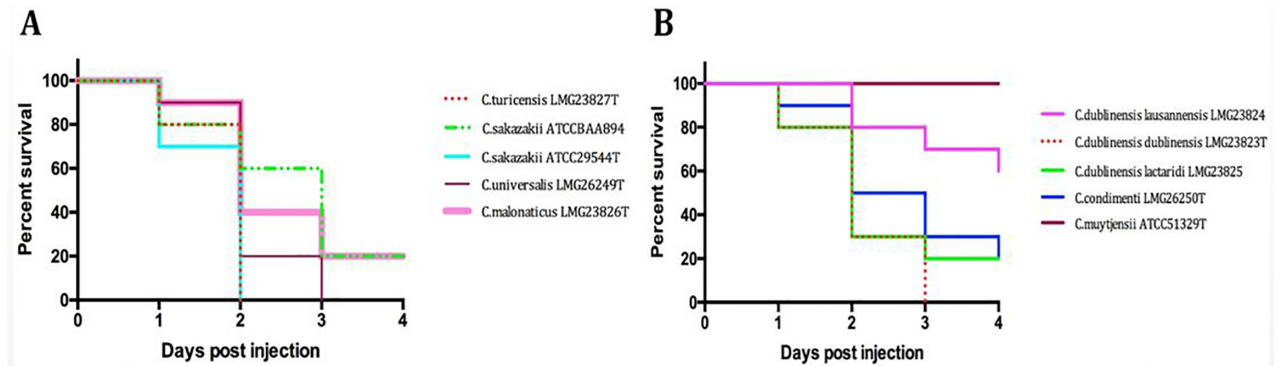 A
Percent survival
100
80
60
40
20
0
0 1 2 3 4
Days post injection
C.turicensis LMG23827T
C.sakazakii ATCCBAA894
C.sakazakii ATCC29544T
C.universalis LMG26249T
C.malonaticus LMG23826T
B
Percent survival
100
80
60
40
20
0
0 1 2 3 4
Days post injection
C.dublinensis lausannensis LMG23824
C.dublinensis dublinensis LMG23823T
C.dublinensis lactaridi LMG23825
C.condimenti LMG26250T
C.muytjensii ATCC51329T